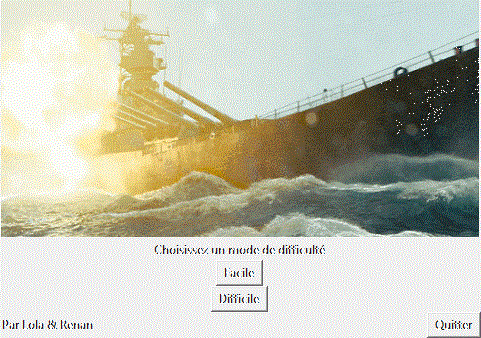 Choisissez un mode de difficulté
Facile
Difficile
Par Lola & Renan
Quitter